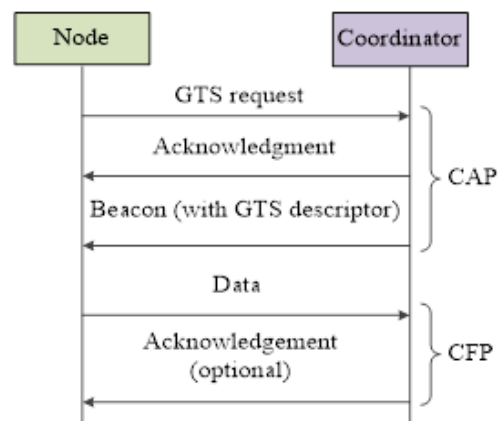 Node
Coordinator
GTS request
Acknowledgment
CAP
Beacon (with GTS descriptor)
Data
Acknowledgement
(optional)
CFP